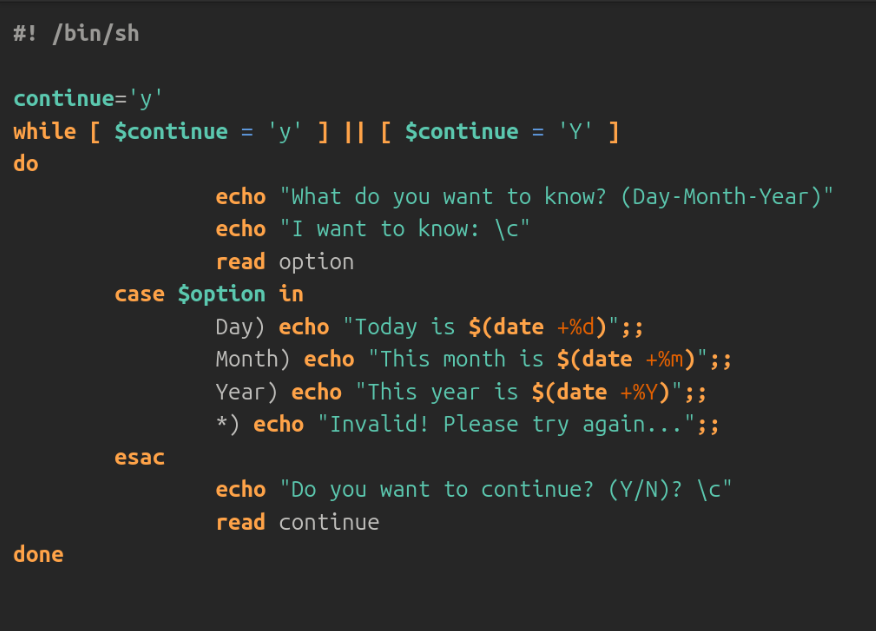 #! /bin/sh
continue='y'
while [ $continue = 'y' ] || [ $continue = 'Y' ]
do
echo "What do you want to know? (Day-Month-Year)"
echo "I want to know: \c"
read option
case $option in
Day) echo "Today is $(date +%d)";;
Month) echo "This month is $(date +%m)";;
Year) echo "This year is $(date +%Y)";;
*) echo "Invalid! Please try again...";;
esac
echo "Do you want to continue? (Y/N)? \c"
read continue
done